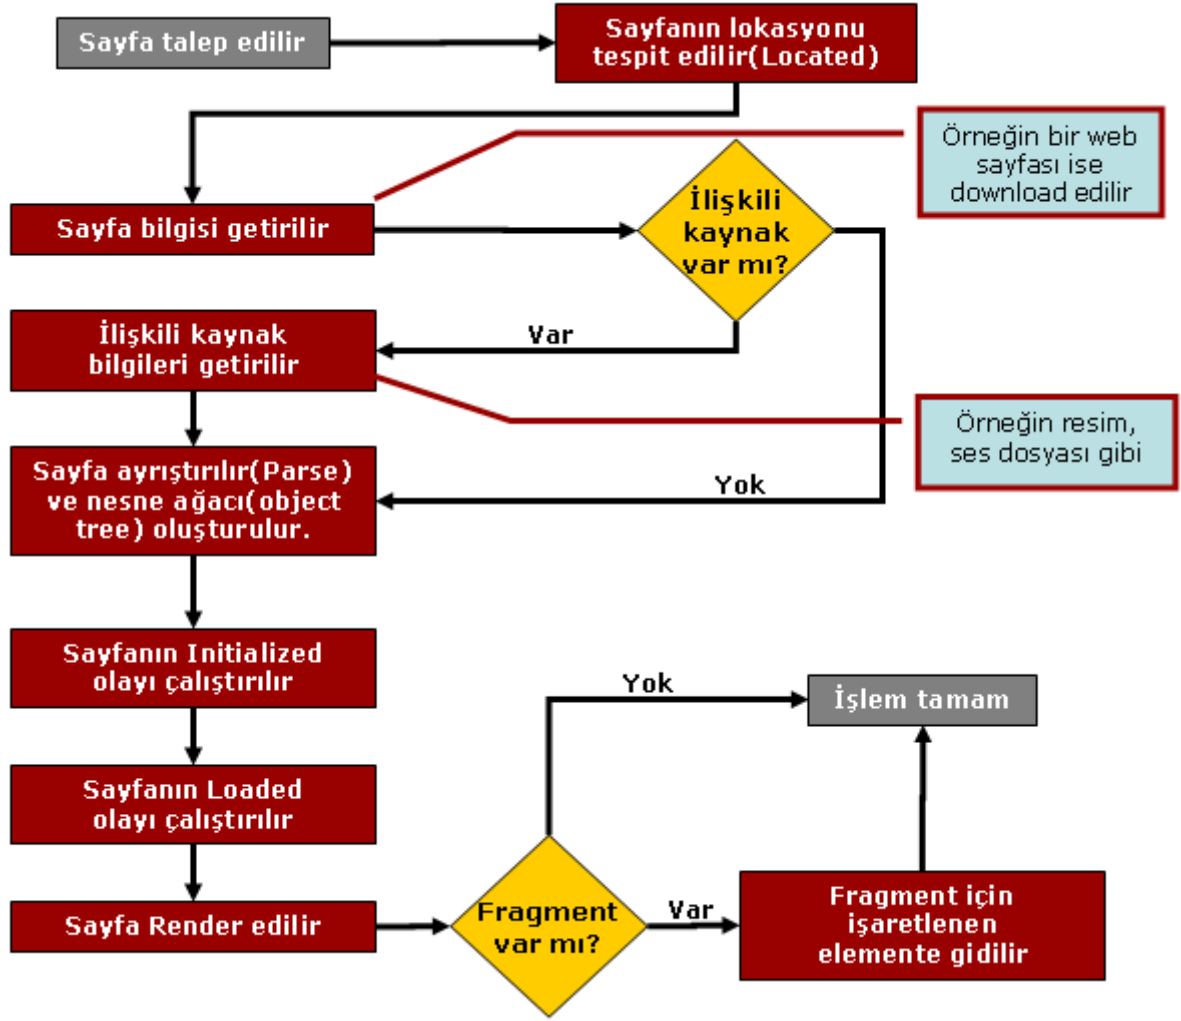 Sayfa talep edilir
Sayfanın lokasyonu
tespit edilir(Located)
Örneğin bir web
sayfası ise
download edilir
İlişkili
kaynak
var mı?
Sayfa bilgisi getirilir
Var
İlişkili kaynak
bilgileri getirilir
Örneğin resim,
ses dosyası gibi
Yok
Sayfa ayrıştırılır(Parse)
ve nesne ağacı(object
tree) oluşturulur.
Sayfanın Initialized
olayı çalıştırılır
Yok
İşlem tamam
Sayfanın Loaded
olayı çalıştırılır
Sayfa Render edilir
Fragment
var mı?
Var
Fragment için
işaretlenen
elemente gidilir